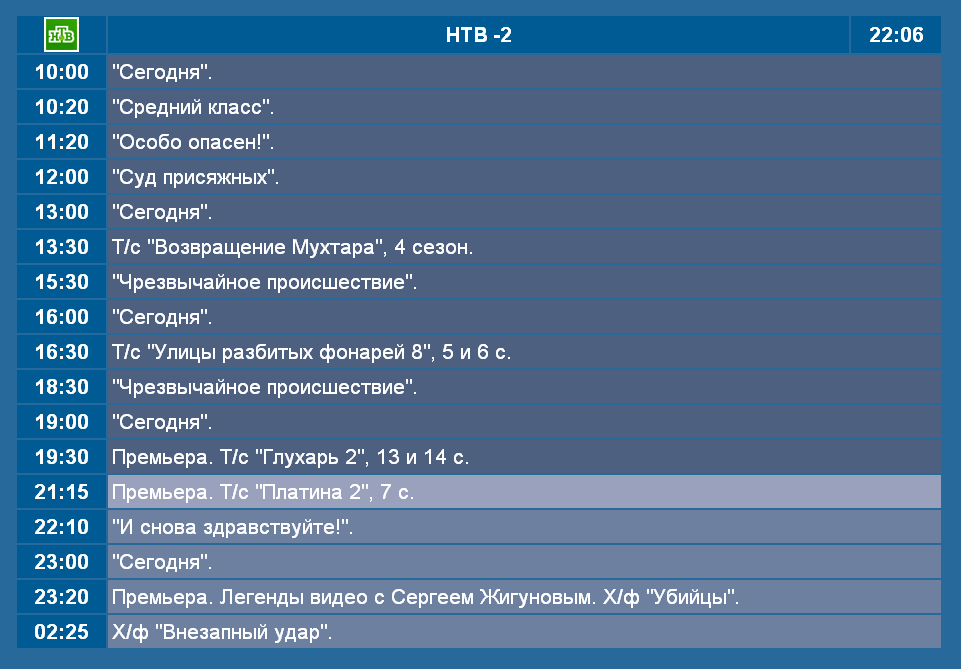 НТВ НТВ -2 22:06
10:00 "Сегодня".
10:20 "Средний класс".
11:20 "Особо опасен!".
12:00 "Суд присяжных".
13:00 "Сегодня".
13:30 Т/с "Возвращение Мухтара", 4 сезон.
15:30 "Чрезвычайное происшествие".
16:00 "Сегодня".
16:30 Т/с "Улицы разбитых фонарей 8", 5 и 6 с.
18:30 "Чрезвычайное происшествие".
19:00 "Сегодня".
19:30 Премьера. Т/с "Глухарь 2", 13 и 14 с.
21:15 Премьера. Т/с "Платина 2", 7 с.
22:10 "И снова здравствуйте!".
23:00 "Сегодня".
23:20 Премьера. Легенды видео с Сергеем Жигуновым. Х/ф "Убийцы".
02:25 Х/ф "Внезапный удар".